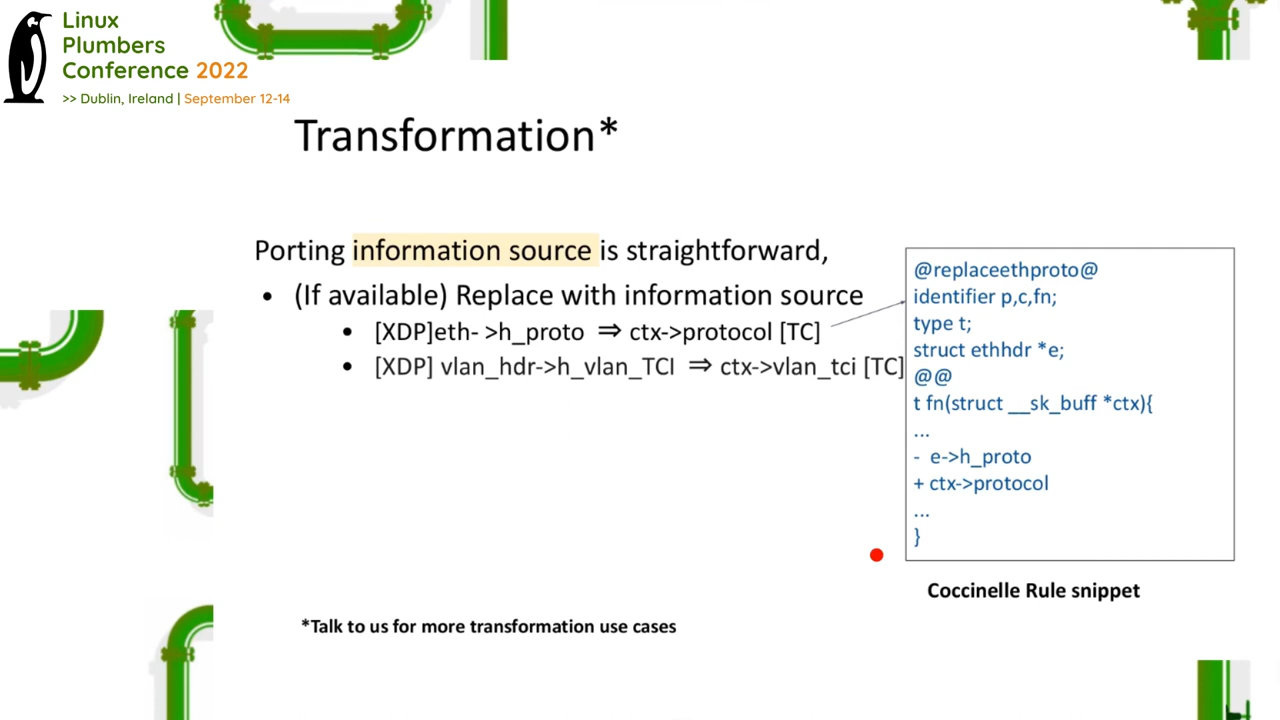 Linux
Plumbers
Conference 2022
>> Dublin, Ireland | September 12-14
Transformation*
Porting information source is straightforward,
• (If available) Replace with information source
• [XDP]eth- >h_proto ⇒ ctx->protocol [TC]
• [XDP] vlan_hdr->h_vlan_TCI ⇒ ctx->vlan_tci [TC]
@replaceethproto@
identifier p,c,fn;
type t;
struct ethhdr *e;
@@
t fn(struct __sk_buff *ctx){
...
- e->h_proto
+ ctx->protocol
...
}
Coccinelle Rule snippet
*Talk to us for more transformation use cases